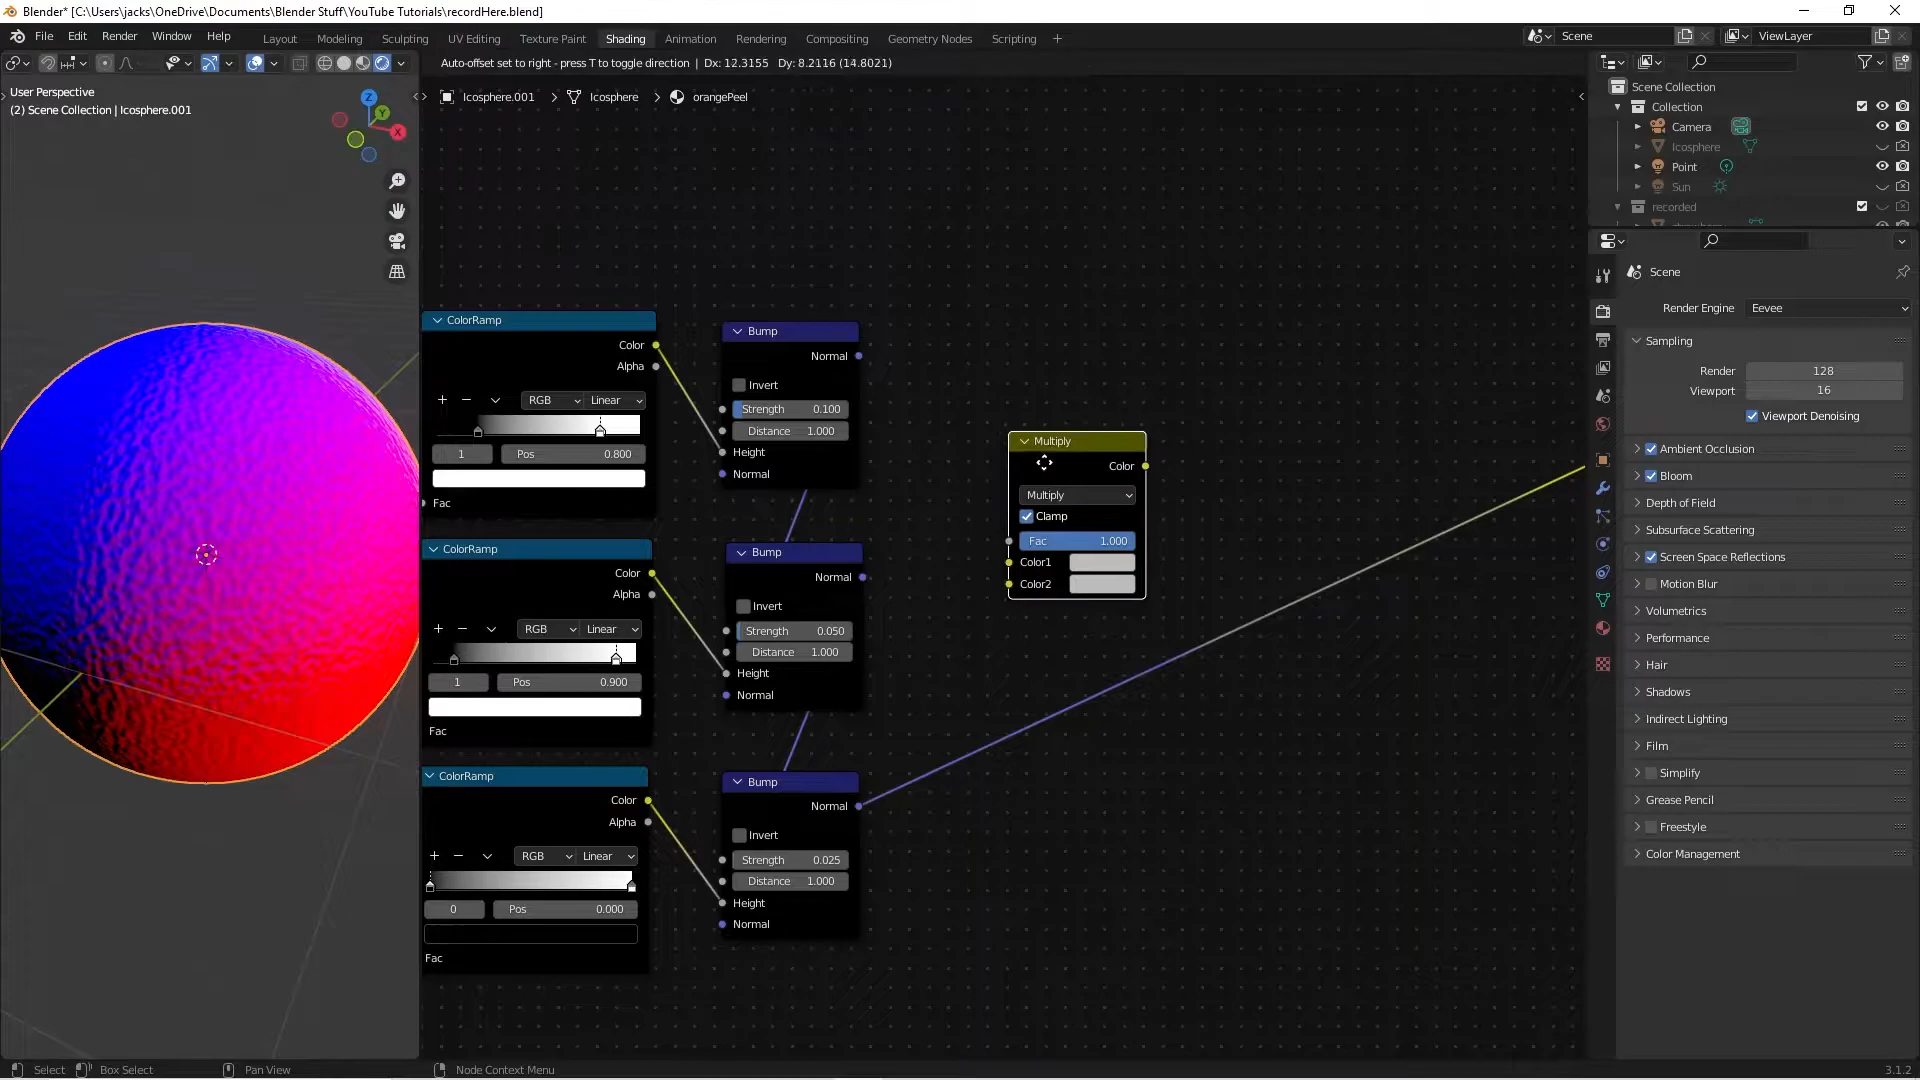 Blender* [C:\Users\jacks\OneDrive\Documents\Blender Stuff\YouTube Tutorials\recordHere.blend]
File Edit Render Window Help Layout Modeling Sculpting UV Editing Texture Paint Shading Animation Rendering Compositing Geometry Nodes Scripting + Scene ViewLayer
Auto-offset set to right - press T to toggle direction | Dx: 12.3155 Dy: 8.2116 (14.8021)
User Perspective
(2) Scene Collection | Icosphere.001
Z
Y
X
Icosphere.001 > Icosphere > orangePeel
ColorRamp
Color
Alpha
RGB Linear
1 Pos 0.800
Fac
ColorRamp
Color
Alpha
RGB Linear
1 Pos 0.900
Fac
ColorRamp
Color
Alpha
RGB Linear
0 Pos 0.000
Fac
Bump
Normal
Invert
Strength 0.100
Distance 1.000
Height
Normal
Bump
Normal
Invert
Strength 0.050
Distance 1.000
Height
Normal
Bump
Normal
Invert
Strength 0.025
Distance 1.000
Height
Normal
Multiply
Color
Multiply
Clamp
Fac 1.000
Color1
Color2
Scene Collection
Collection
Camera
Icosphere
Point
Sun
recorded
Scene
Render Engine Eevee
Sampling
Render 128
Viewport 16
Viewport Denoising
Ambient Occlusion
Bloom
Depth of Field
Subsurface Scattering
Screen Space Reflections
Motion Blur
Volumetrics
Performance
Hair
Shadows
Indirect Lighting
Film
Simplify
Grease Pencil
Freestyle
Color Management
Select Box Select Pan View Node Context Menu 3.1.2